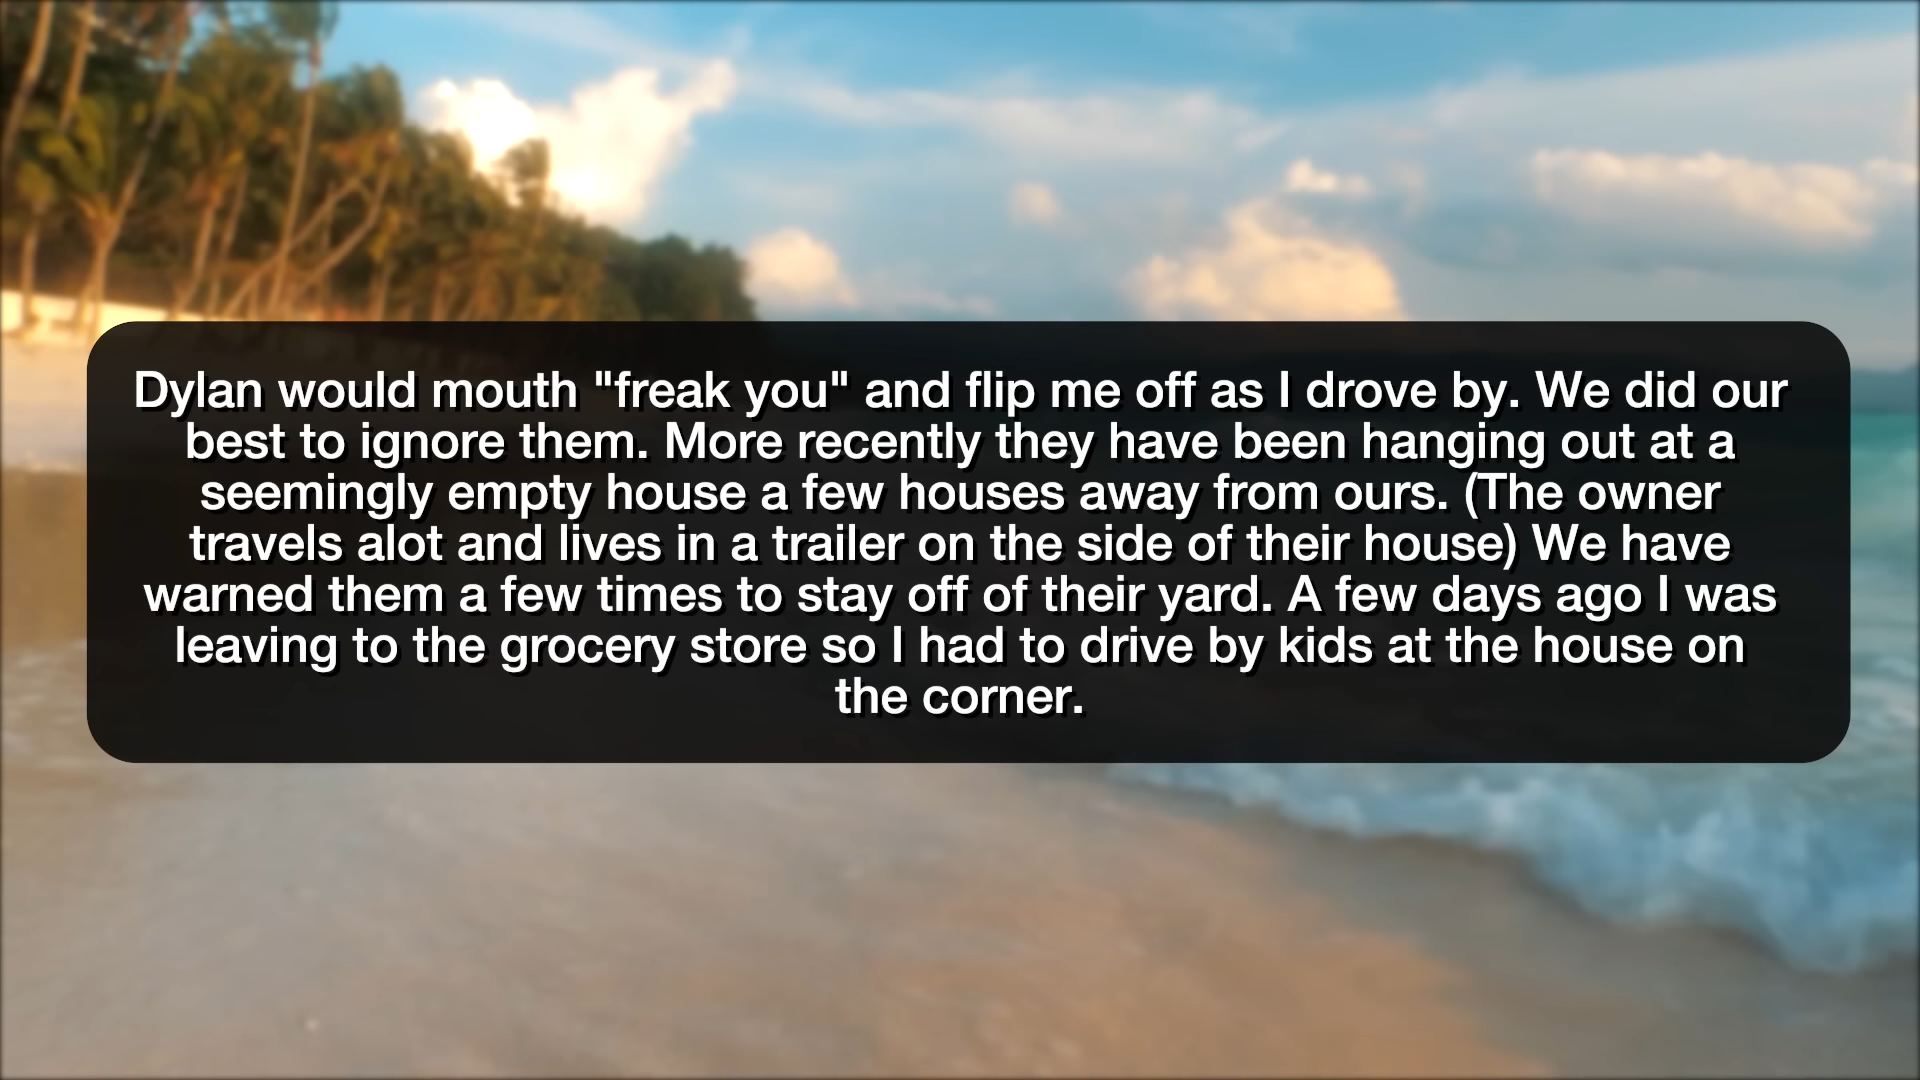 Dylan would mouth "freak you" and flip me off as I drove by. We did our
best to ignore them. More recently they have been hanging out at a
seemingly empty house a few houses away from ours. (The owner
travels alot and lives in a trailer on the side of their house) We have
warned them a few times to stay off of their yard. A few days ago I was
leaving to the grocery store so I had to drive by kids at the house on
the corner.